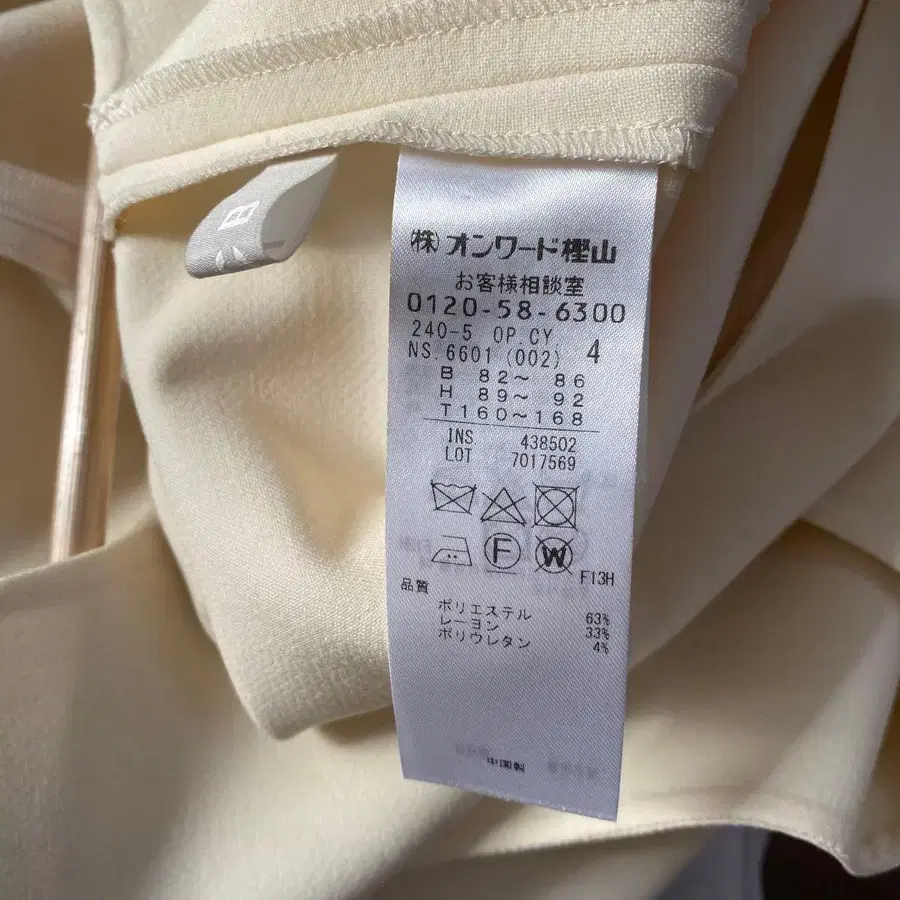 (株)オンワード樫山
お客様相談室
0120-58-6300
240-5 OP.CY
NS.6601 (002) 4
B 82〜 86
H 89〜 92
T160〜168
INS 438502
LOT 7017569
F
W
F13H
品質
ポリエステル 63%
レーヨン 33%
ポリウレタン 4%
中国製